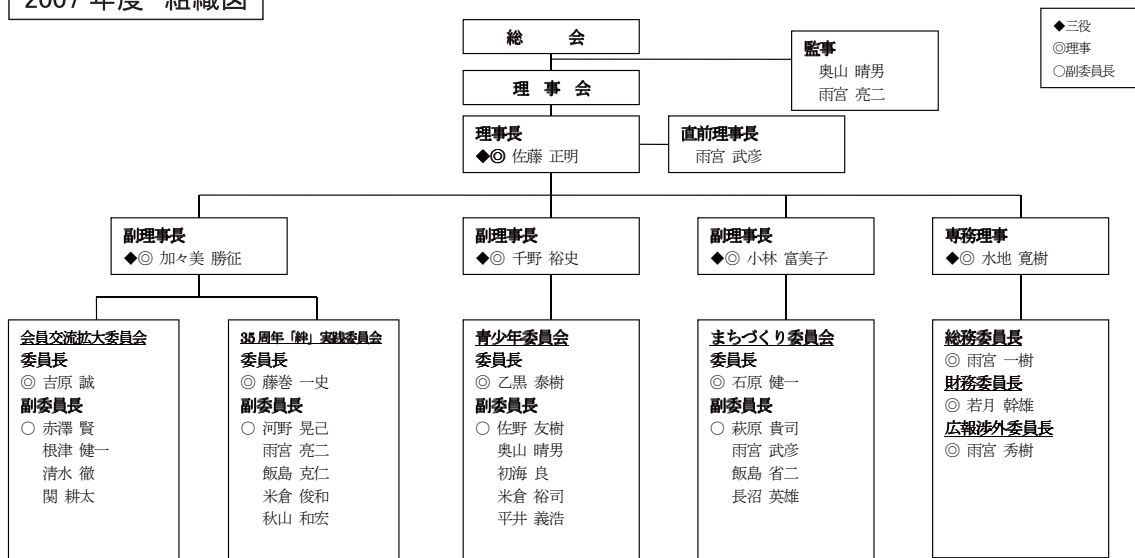 2007 年度 組織図
◆三役
◎理事
○副委員長
総 会
監事
奥山 晴男
雨宮 亮二
理 事 会
理事長
◆◎ 佐藤 正明
直前理事長
雨宮 武彦
副理事長
◆◎ 加々美 勝征
副理事長
◆◎ 千野 裕史
副理事長
◆◎ 小林 富美子
専務理事
◆◎ 水地 寛樹
会員交流拡大委員会
委員長
◎ 吉原 誠
副委員長
○ 赤澤 賢
根津 健一
清水 徹
関 耕太
35 周年「絆」実践委員会
委員長
◎ 藤巻 一史
副委員長
○ 河野 晃己
雨宮 亮二
飯島 克仁
米倉 俊和
秋山 和宏
青少年委員会
委員長
◎ 乙黒 泰樹
副委員長
○ 佐野 友樹
奥山 晴男
初海 良
米倉 裕司
平井 義浩
まちづくり委員会
委員長
◎ 石原 健一
副委員長
○ 萩原 貴司
雨宮 武彦
飯島 省二
長沼 英雄
総務委員長
◎ 雨宮 一樹
財務委員長
◎ 若月 幹雄
広報渉外委員長
◎ 雨宮 秀樹